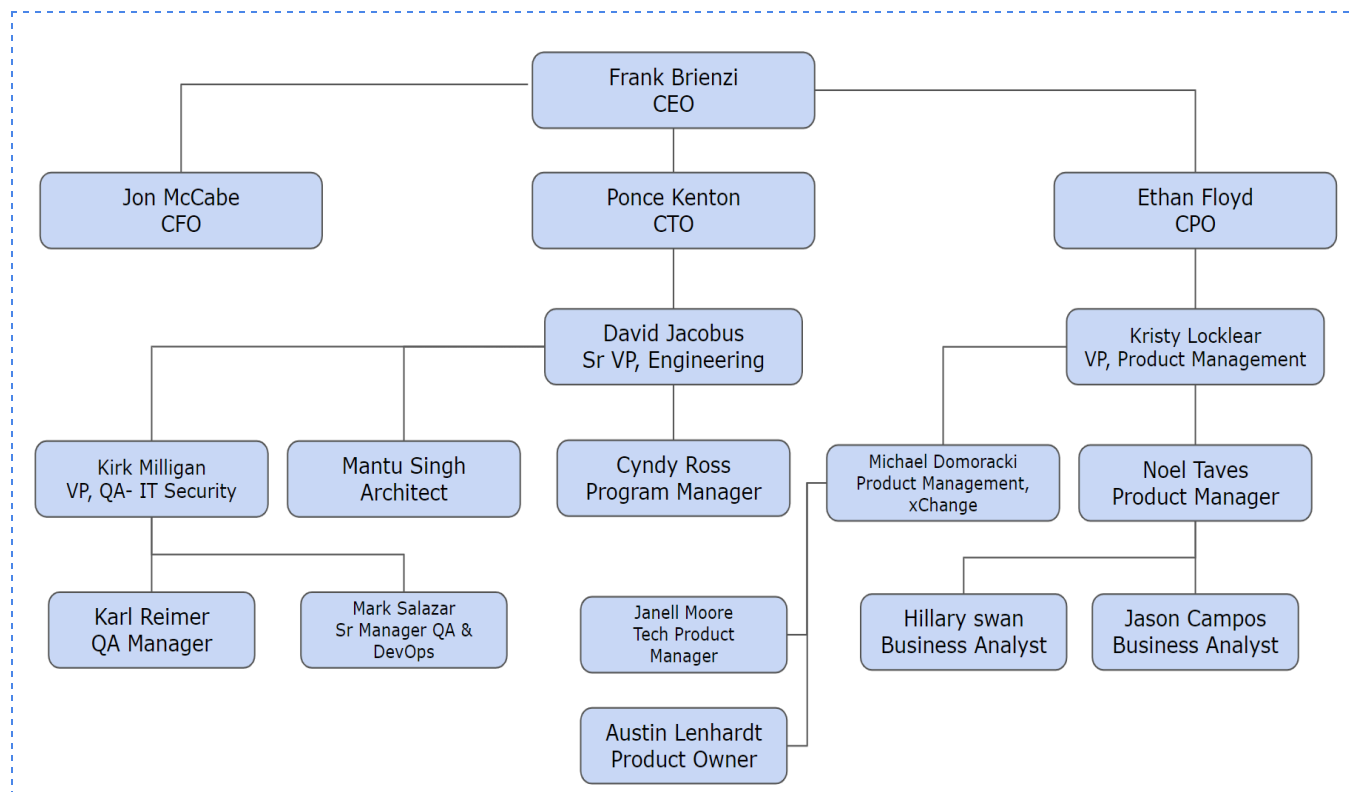 Frank Brienzi
CEO
Jon McCabe
CFO
Ponce Kenton
CTO
Ethan Floyd
CPO
David Jacobus
Sr VP, Engineering
Kristy Locklear
VP, Product Management
Kirk Milligan
VP, QA- IT Security
Mantu Singh
Architect
Cyndy Ross
Program Manager
Michael Domoracki
Product Management,
xChange
Noel Taves
Product Manager
Karl Reimer
QA Manager
Mark Salazar
Sr Manager QA &
DevOps
Janell Moore
Tech Product
Manager
Hillary swan
Business Analyst
Jason Campos
Business Analyst
Austin Lenhardt
Product Owner